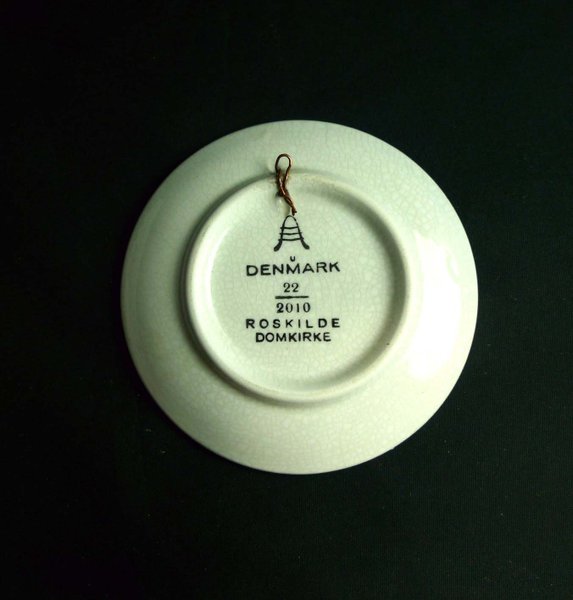 U
DENMARK
22
2010
ROSKILDE
DOMKIRKE